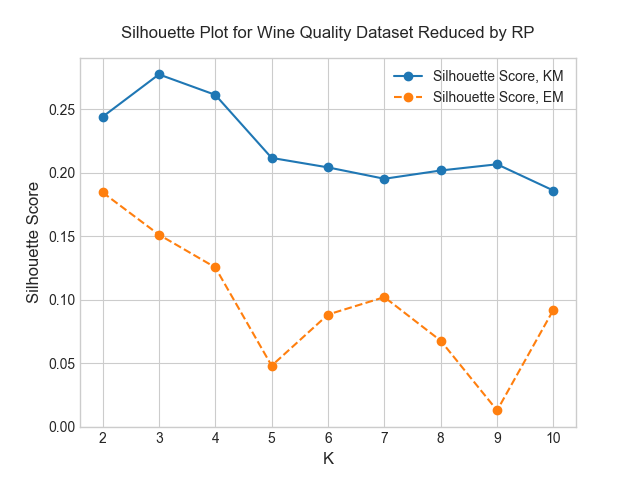 Silhouette Plot for Wine Quality Dataset Reduced by RP
Silhouette Score, KM
Silhouette Score, EM
Silhouette Score
0.25
0.20
0.15
0.10
0.05
0.00
2 3 4 5 6 7 8 9 10
K